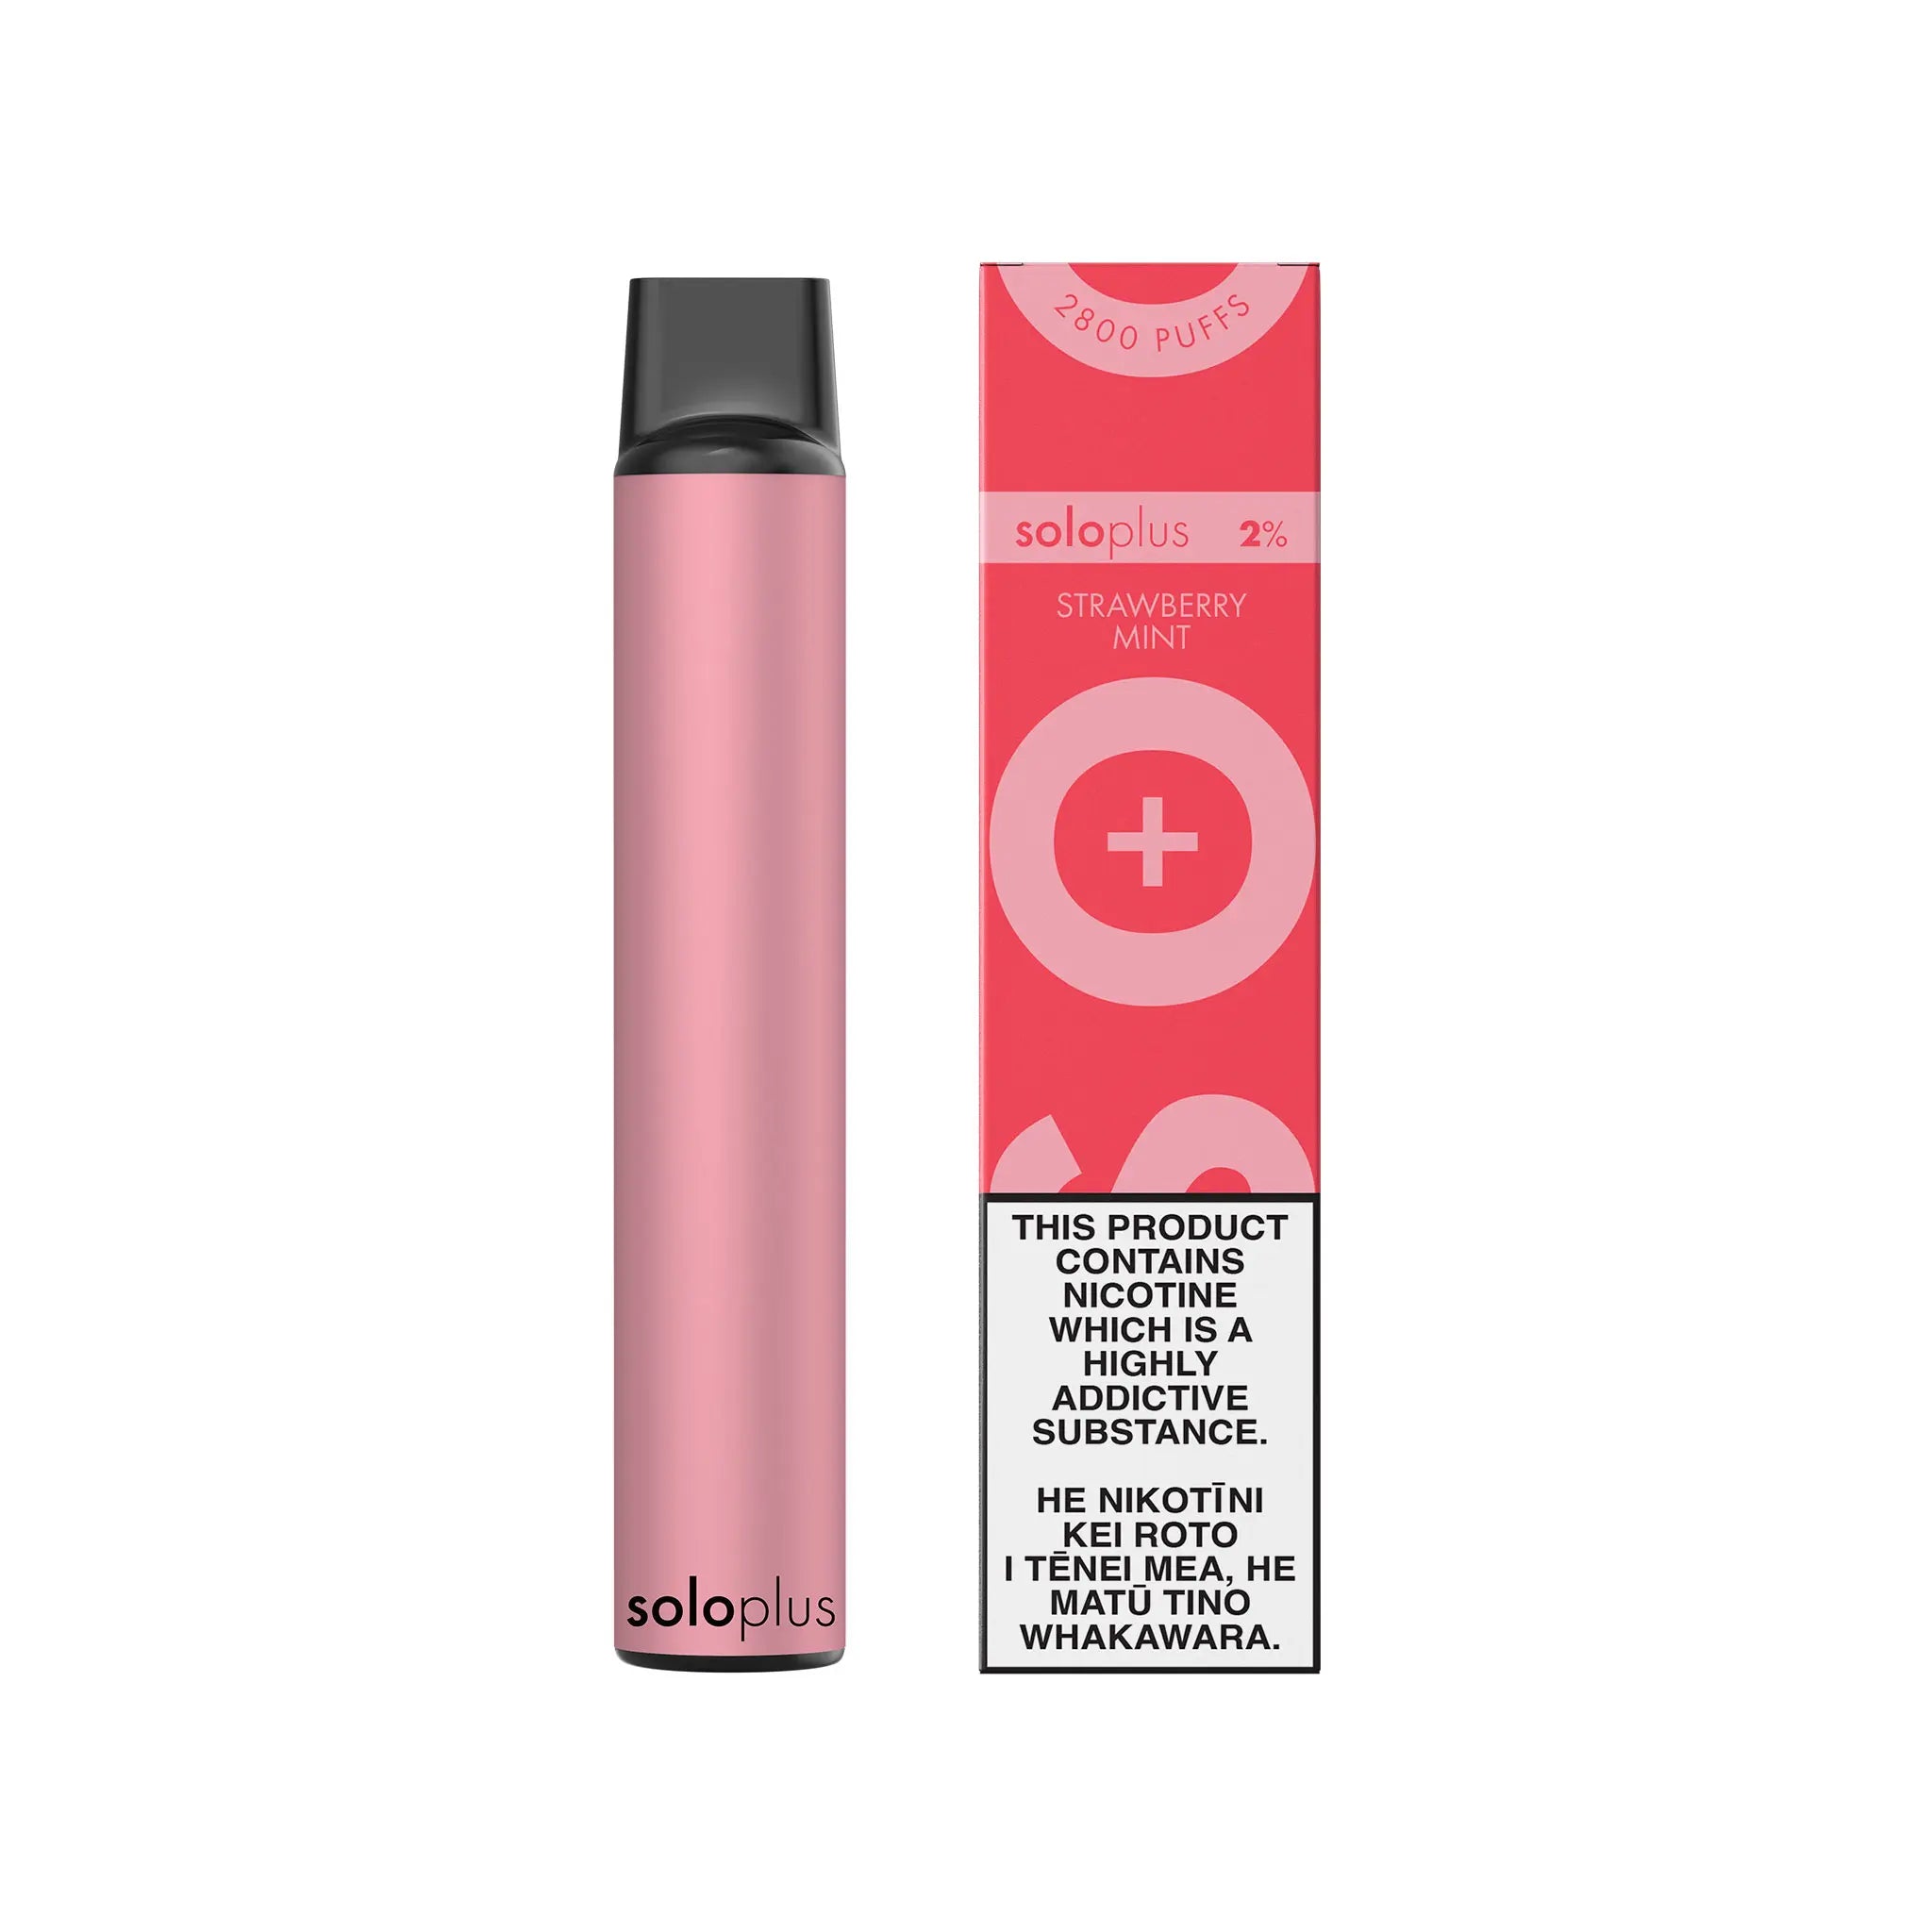 2800 PUFFS
soloplus 2%
STRAWBERRY
MINT
+
THIS PRODUCT
CONTAINS
NICOTINE
WHICH IS A
HIGHLY
ADDICTIVE
SUBSTANCE.
HE NIKOTĪNI
KEI ROTO
I TĒNEI MEA, HE
MATŪ TINO
WHAKAWARA.
soloplus